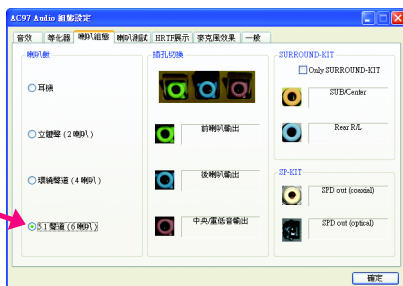 AC97 Audio 組態設定
音效 等化器 喇叭組態 喇叭測試 HRTF展示 麥克風效果 一般
喇叭數
耳機
立體聲 (2 喇叭)
環繞聲道 (4 喇叭)
5.1 聲道 (6 喇叭)
插孔切換
前喇叭輸出
後喇叭輸出
中央/重低音輸出
SURROUND-KIT
Only SURROUND-KIT
SUB/Center
Rear R/L
SP-KIT
SPD out (coaxial)
SPD out (optical)
確定